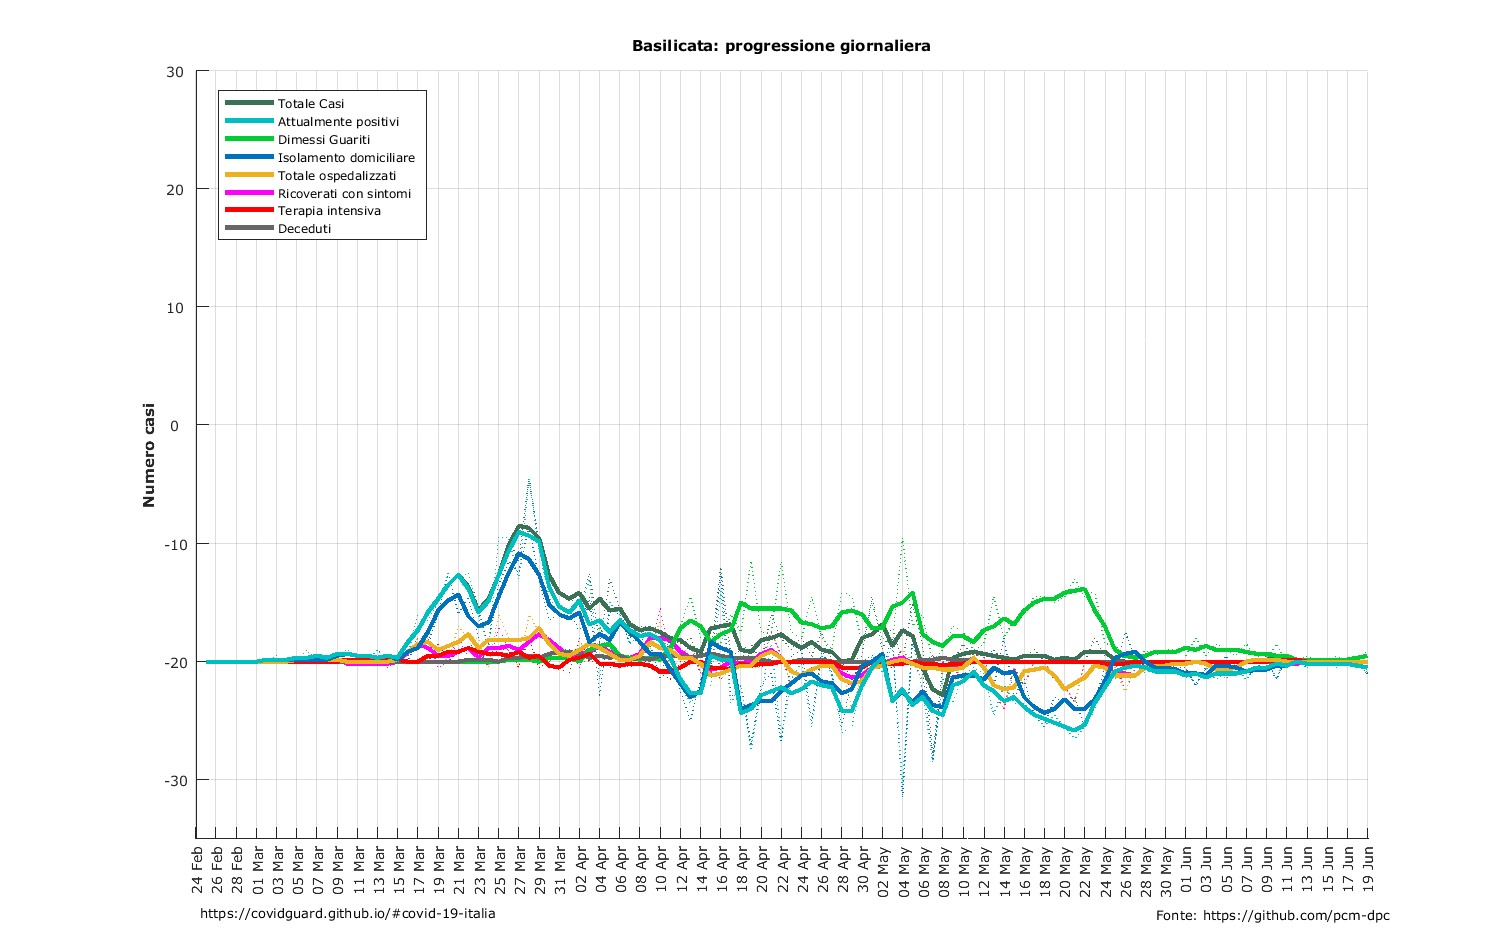 Basilicata: progressione giornaliera
30
20
10
0
-10
-20
-30
Numero casi
Totale Casi
Attualmente positivi
Dimessi Guariti
Isolamento domiciliare
Totale ospedalizzati
Ricoverati con sintomi
Terapia intensiva
Deceduti
24 Feb
26 Feb
28 Feb
01 Mar
03 Mar
05 Mar
07 Mar
09 Mar
11 Mar
13 Mar
15 Mar
17 Mar
19 Mar
21 Mar
23 Mar
25 Mar
27 Mar
29 Mar
31 Mar
02 Apr
04 Apr
06 Apr
08 Apr
10 Apr
12 Apr
14 Apr
16 Apr
18 Apr
20 Apr
22 Apr
24 Apr
26 Apr
28 Apr
30 Apr
02 May
04 May
06 May
08 May
10 May
12 May
14 May
16 May
18 May
20 May
22 May
24 May
26 May
28 May
30 May
01 Jun
03 Jun
05 Jun
07 Jun
09 Jun
11 Jun
13 Jun
15 Jun
17 Jun
19 Jun
https://covidguard.github.io/#covid-19-italia
Fonte: https://github.com/pcm-dpc